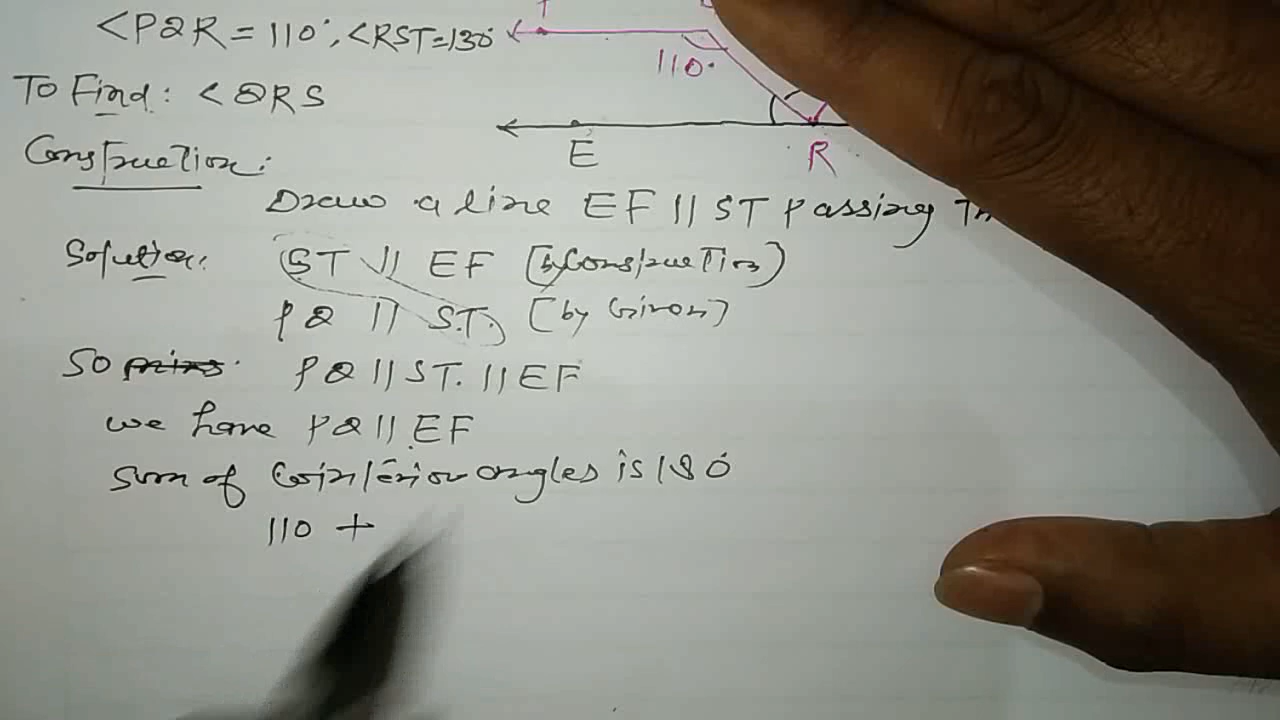 <PQR = 110°, <RST=130
110°
To Find: <QRS
E
R
Construction:
Draw a line EF || ST Passing
Solution: ST || EF (by Construction)
PQ || S.T. (by Given)
So PQ || ST. || EF
we have PQ || EF
sum of Cointerior angles is 180
110 +